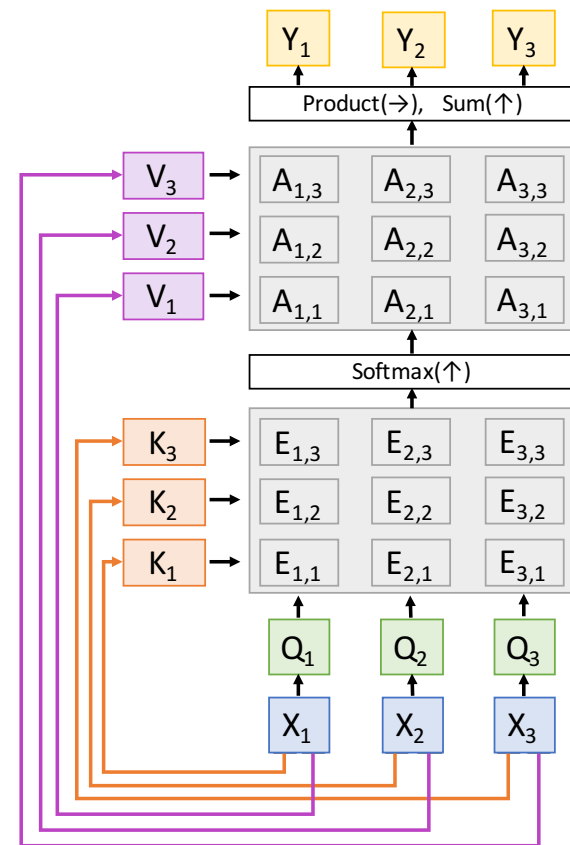 Y1 Y2 Y3
Product(→), Sum(↑)
V3 A1,3 A2,3 A3,3
V2 A1,2 A2,2 A3,2
V1 A1,1 A2,1 A3,1
Softmax(↑)
K3 E1,3 E2,3 E3,3
K2 E1,2 E2,2 E3,2
K1 E1,1 E2,1 E3,1
Q1 Q2 Q3
X1 X2 X3